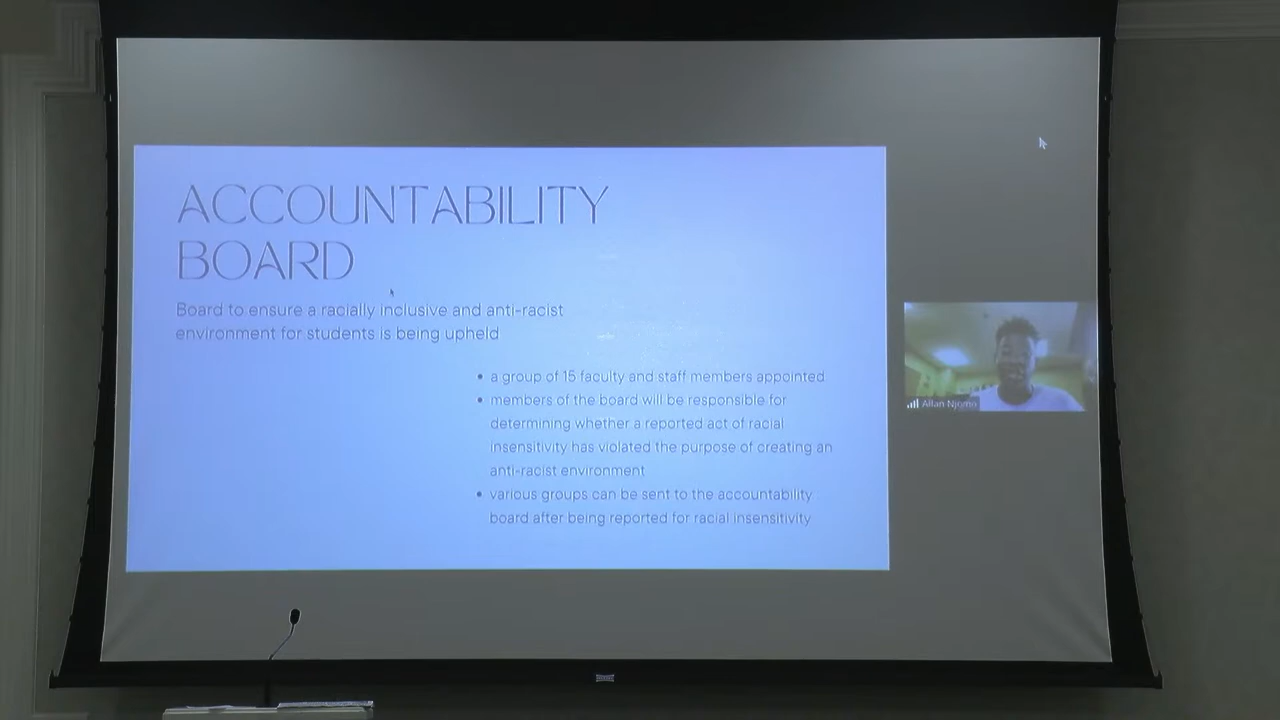 ACCOUNTABILITY
BOARD
Board to ensure a racially inclusive and anti-racist
environment for students is being upheld
• a group of 15 faculty and staff members appointed
• members of the board will be responsible for
determining whether a reported act of racial
insensitivity has violated the purpose of creating an
anti-racist environment
• various groups can be sent to the accountability
board after being reported for racial insensitivity
Allan Njomo